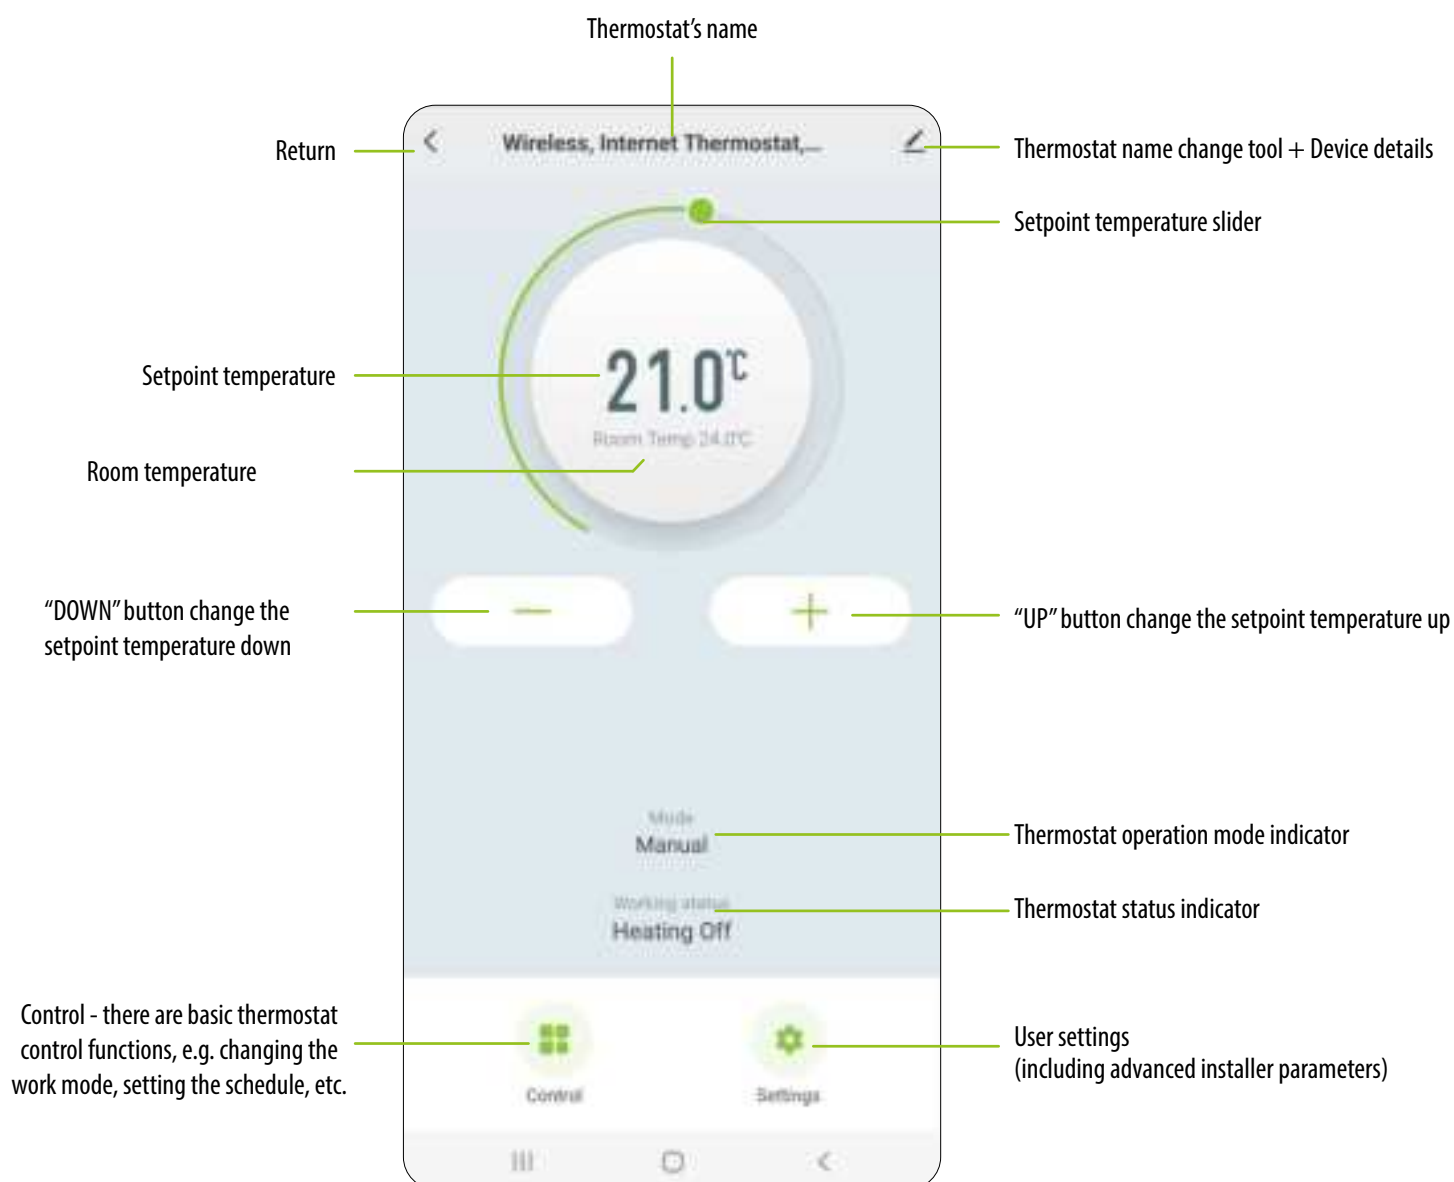 Thermostat’s name
Return
Wireless, Internet Thermostat,...
Thermostat name change tool + Device details
Setpoint temperature slider
Setpoint temperature
21.0°C
Room Temp 24.0°C
Room temperature
“DOWN” button change the
setpoint temperature down
“UP” button change the setpoint temperature up
Mode
Manual
Thermostat operation mode indicator
Working status
Heating Off
Thermostat status indicator
Control - there are basic thermostat
control functions, e.g. changing the
work mode, setting the schedule, etc.
Control
Settings
User settings
(including advanced installer parameters)